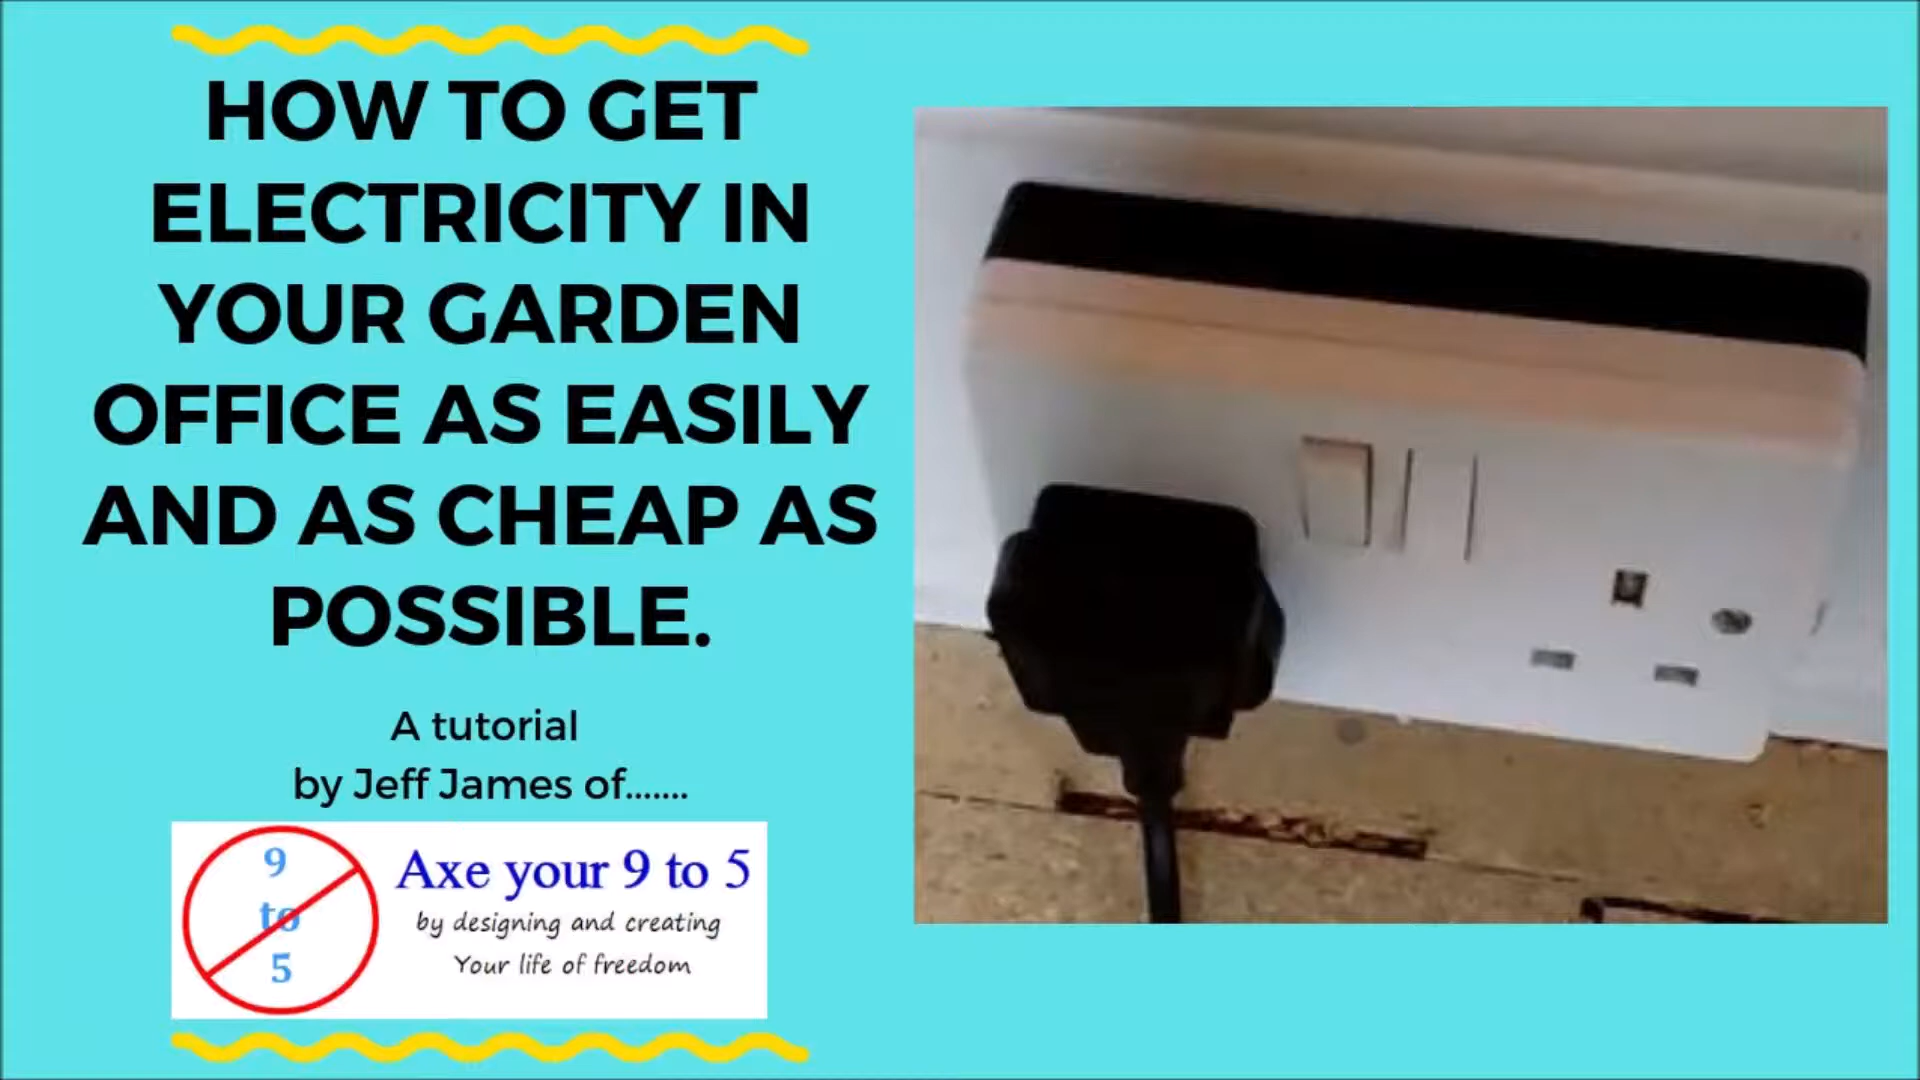 HOW TO GET
ELECTRICITY IN
YOUR GARDEN
OFFICE AS EASILY
AND AS CHEAP AS
POSSIBLE.
A tutorial
by Jeff James of.......
9
to
5
Axe your 9 to 5
by designing and creating
Your life of freedom